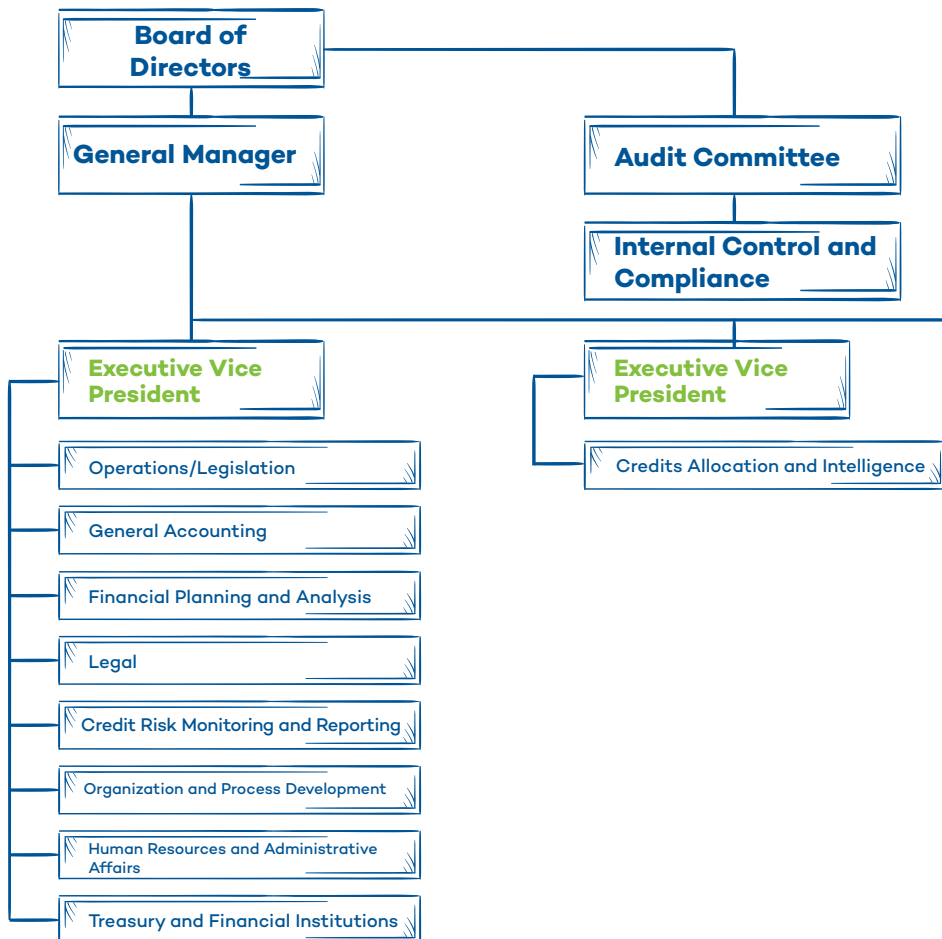 Board of
Directors
General Manager
Audit Committee
Internal Control and
Compliance
Executive Vice
President
Executive Vice
President
Operations/Legislation
Credits Allocation and Intelligence
General Accounting
Financial Planning and Analysis
Legal
Credit Risk Monitoring and Reporting
Organization and Process Development
Human Resources and Administrative
Affairs
Treasury and Financial Institutions